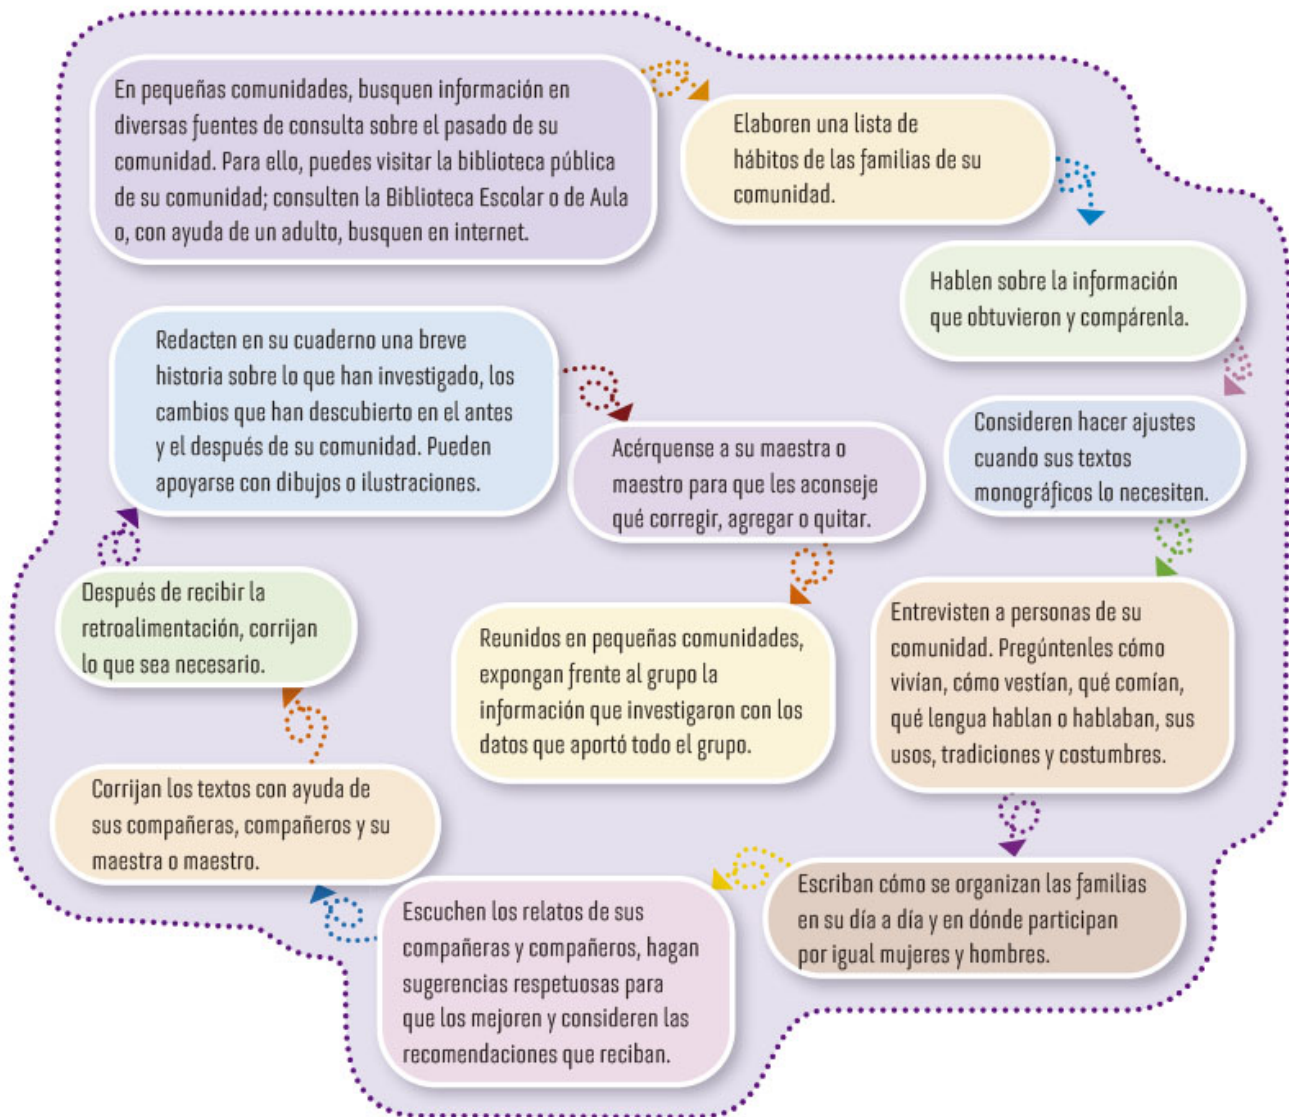 En pequeñas comunidades, busquen información en
diversas fuentes de consulta sobre el pasado de su
comunidad. Para ello, puedes visitar la biblioteca pública
de su comunidad; consulten la Biblioteca Escolar o de Aula
o, con ayuda de un adulto, busquen en internet.
Elaboren una lista de
hábitos de las familias de su
comunidad.
Hablen sobre la información
que obtuvieron y compárenla.
Consideren hacer ajustes
cuando sus textos
monográficos lo necesiten.
Entrevisten a personas de su
comunidad. Pregúntenles cómo
vivían, cómo vestían, qué comían,
qué lengua hablan o hablaban, sus
usos, tradiciones y costumbres.
Escriban cómo se organizan las familias
en su día a día y en dónde participan
por igual mujeres y hombres.
Escuchen los relatos de sus
compañeras y compañeros, hagan
sugerencias respetuosas para
que los mejoren y consideren las
recomendaciones que reciban.
Corrijan los textos con ayuda de
sus compañeras, compañeros y su
maestra o maestro.
Después de recibir la
retroalimentación, corrijan
lo que sea necesario.
Redacten en su cuaderno una breve
historia sobre lo que han investigado, los
cambios que han descubierto en el antes
y el después de su comunidad. Pueden
apoyarse con dibujos o ilustraciones.
Acérquense a su maestra o
maestro para que les aconseje
qué corregir, agregar o quitar.
Reunidos en pequeñas comunidades,
expongan frente al grupo la
información que investigaron con los
datos que aportó todo el grupo.